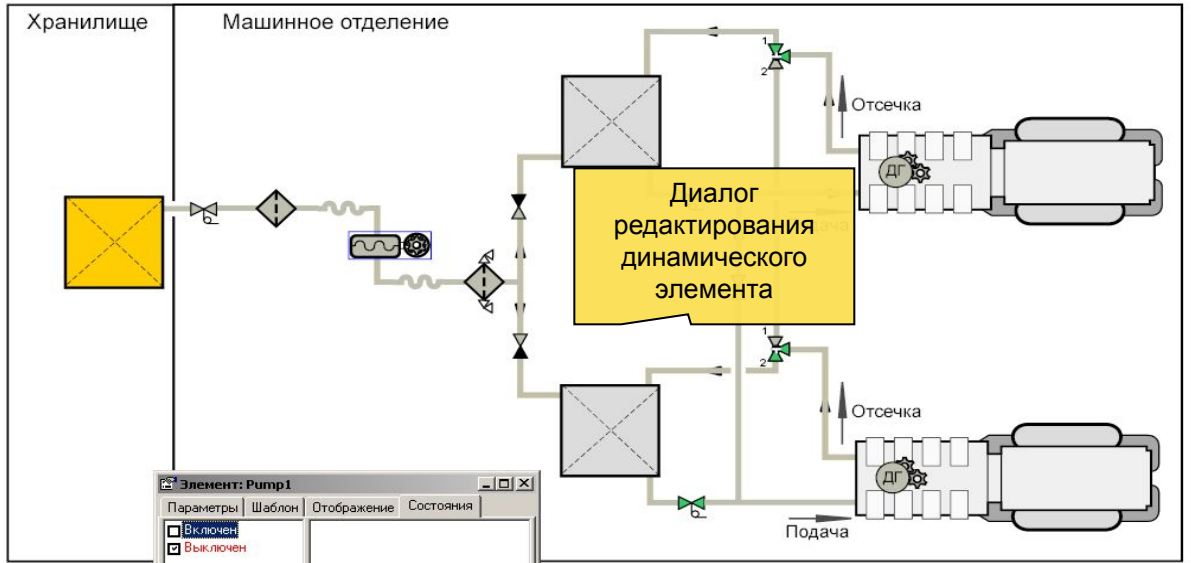 Хранилище
Машинное отделение
1
2
Отсечка
ДГ
Диалог
редактирования
динамического
элемента
Подача
1
2
Отсечка
ДГ
Подача
Элемент: Pump1
Параметры
Шаблон
Отображение
Состояния
Включен
Выключен